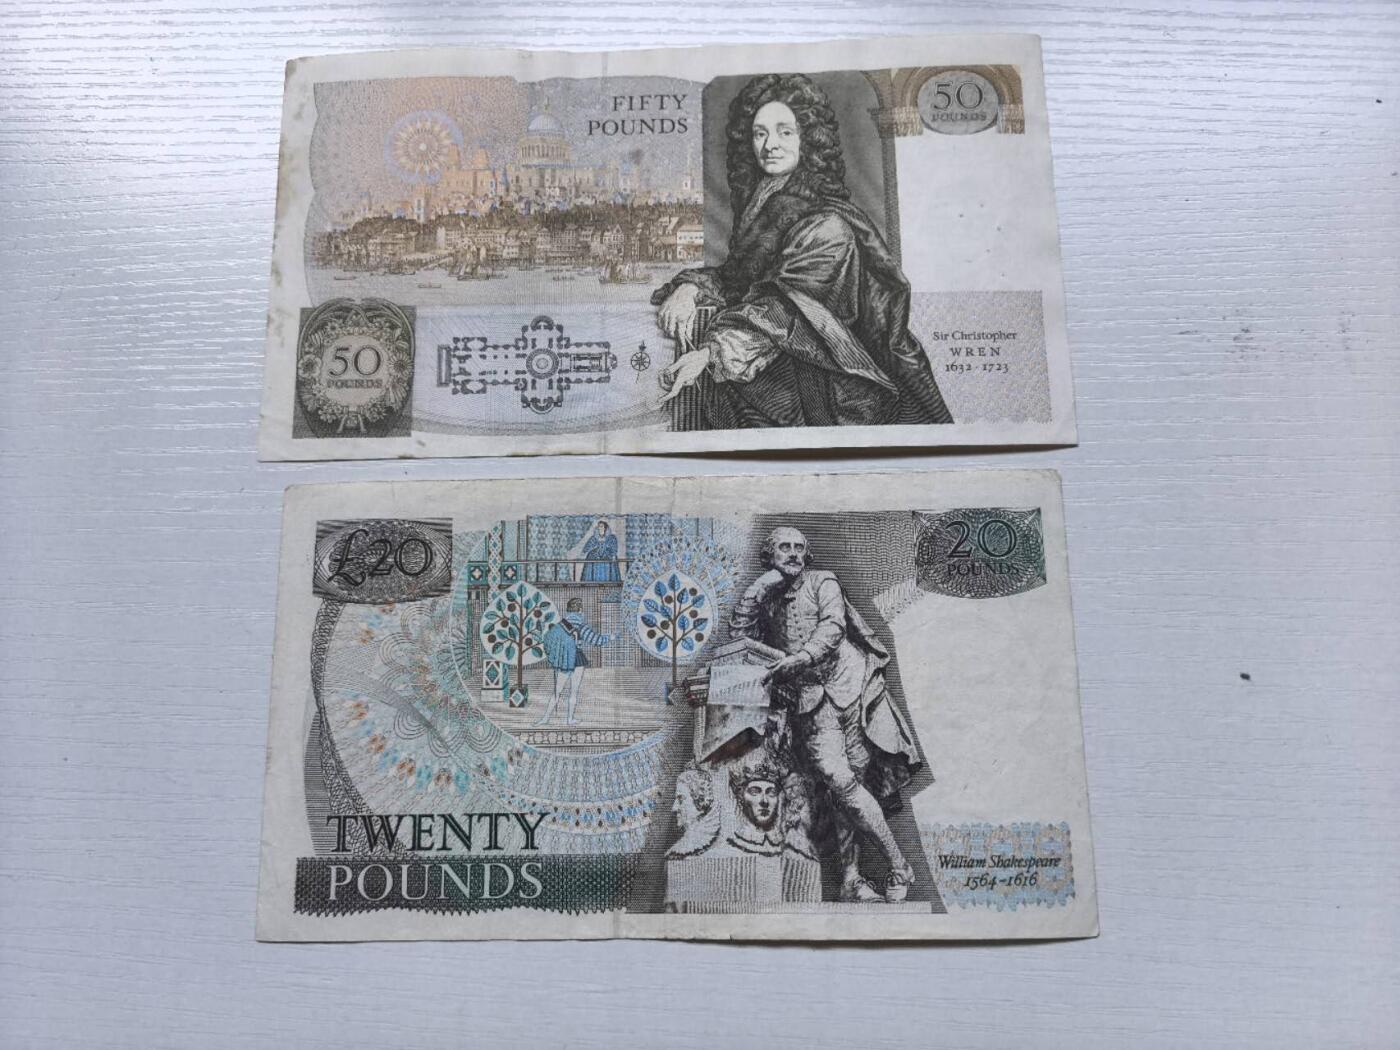 FIFTY
POUNDS
50
POUNDS
50
POUNDS
Sir Christopher
WREN
1632 · 1723
£20
20
POUNDS
TWENTY
POUNDS
William Shakespeare
1564-1616